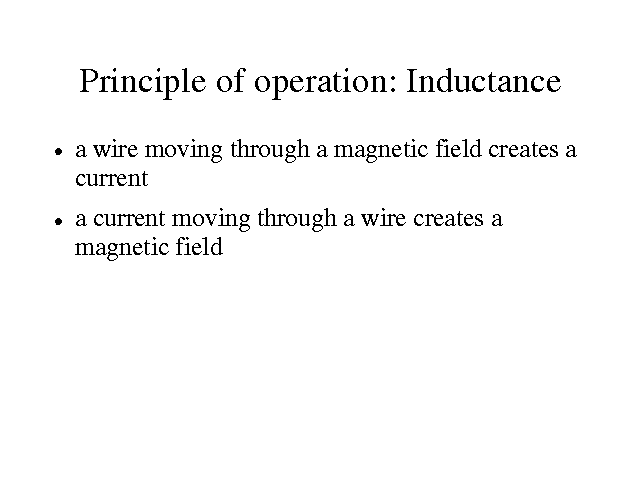 Principle of operation: Inductance
• a wire moving through a magnetic field creates a
current
• a current moving through a wire creates a
magnetic field